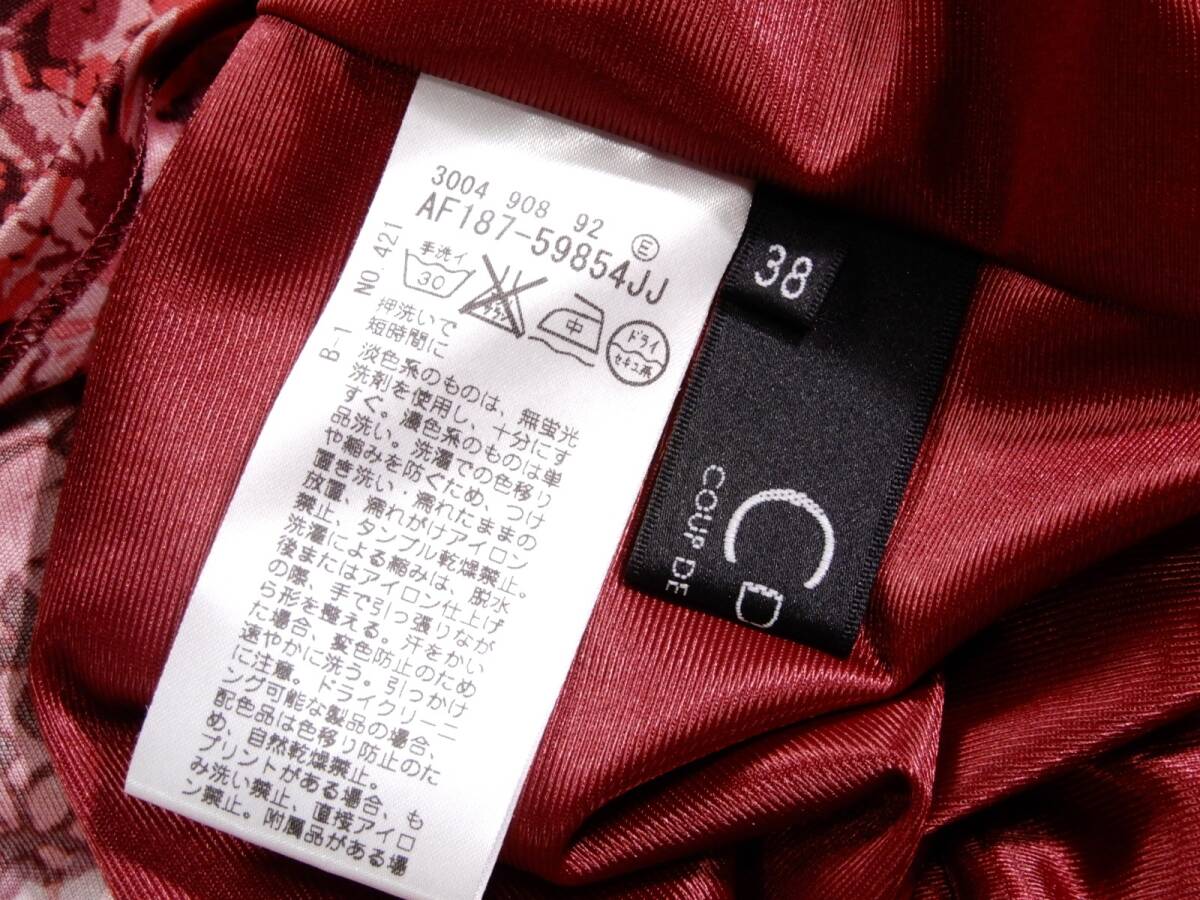 3004 908 92
AF187-59854JJ
Ⓔ
NO. 421
B-1
手洗イ
30
エンソサラシ
中
ドライ
セキユ系
押洗いで
短時間に
淡色系のものは、無蛍光
洗剤を使用し、十分にす
すぐ。濃色系のものは単
品洗い。洗濯での色移り
や縮みを防ぐため、つけ
置き洗い・濡れたままの
放置、濡れがけアイロン
禁止、タンブル乾燥禁止。
洗濯による縮みは、脱水
後またはアイロン仕上げ
の際、手で引っ張りなが
ら形を整える。汗をかい
た場合、変色防止のため
速やかに洗う。引っかけ
に注意。ドライクリーニ
ング可能な製品の場合、
配色品は色移り防止のた
め、自然乾燥禁止。
プリントがある場合、も
み洗い禁止、直接アイロ
ン禁止。附属品がある場
38
CD
COUP DE